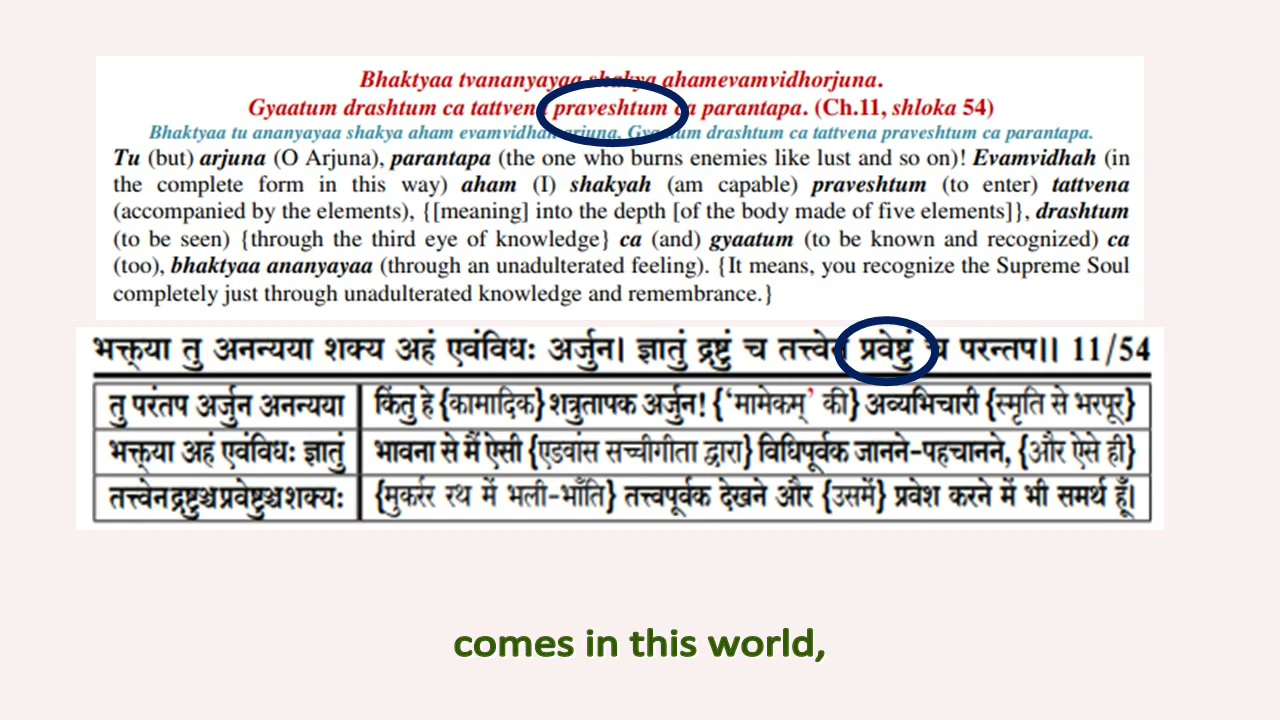 Bhaktyaa tvananyayaa shakya ahamevamvidhorjuna.
Gyaatum drashtum ca tattvena praveshtum ca parantapa. (Ch.11, shloka 54)
Bhaktyaa tu ananyayaa shakya aham evamvidhah arjuna. Gyaatum drashtum ca tattvena praveshtum ca parantapa.
Tu (but) arjuna (O Arjuna), parantapa (the one who burns enemies like lust and so on)! Evamvidhah (in
the complete form in this way) aham (I) shakyah (am capable) praveshtum (to enter) tattvena
(accompanied by the elements), {[meaning] into the depth [of the body made of five elements]}, drashtum
(to be seen) {through the third eye of knowledge} ca (and) gyaatum (to be known and recognized) ca
(too), bhaktyaa ananyayaa (through an unadulterated feeling). {It means, you recognize the Supreme Soul
completely just through unadulterated knowledge and remembrance.}
भक्त्या तु अनन्यया शक्य अहं एवंविधः अर्जुन। ज्ञातुं द्रष्टुं च तत्त्वेन प्रवेष्टुं च परन्तप।। 11/54
तु परंतप अर्जुन अनन्यया किंतु हे {कामादिक} शत्रुतापक अर्जुन! {‘मामेकम्’ की} अव्यभिचारी {स्मृति से भरपूर}
भक्त्या अहं एवंविधः ज्ञातुं भावना से मैं ऐसी {एडवांस सच्चीगीता द्वारा} विधिपूर्वक जानने-पहचानने, {और ऐसे ही}
तत्त्वेन द्रष्टुञ्च प्रवेष्टुञ्च शक्यः {मुकर्रर रथ में भली-भाँति} तत्त्वपूर्वक देखने और {उसमें} प्रवेश करने में भी समर्थ हूँ।
comes in this world,